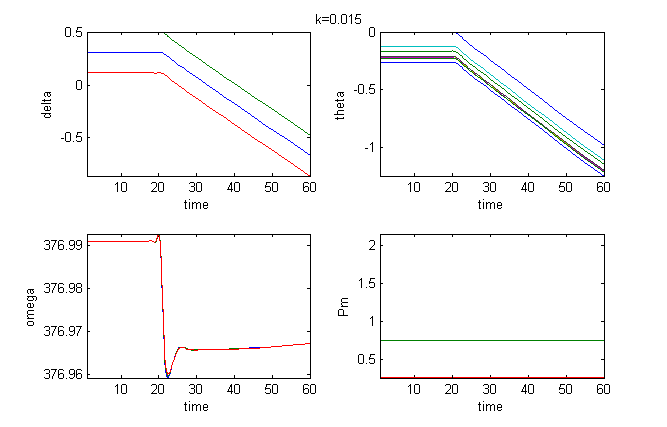 k=0.015
0.5
0
-0.5
delta
10 20 30 40 50 60
time
0
-0.5
-1
theta
10 20 30 40 50 60
time
376.99
376.98
376.97
376.96
omega
10 20 30 40 50 60
time
2
1.5
1
0.5
Pm
10 20 30 40 50 60
time